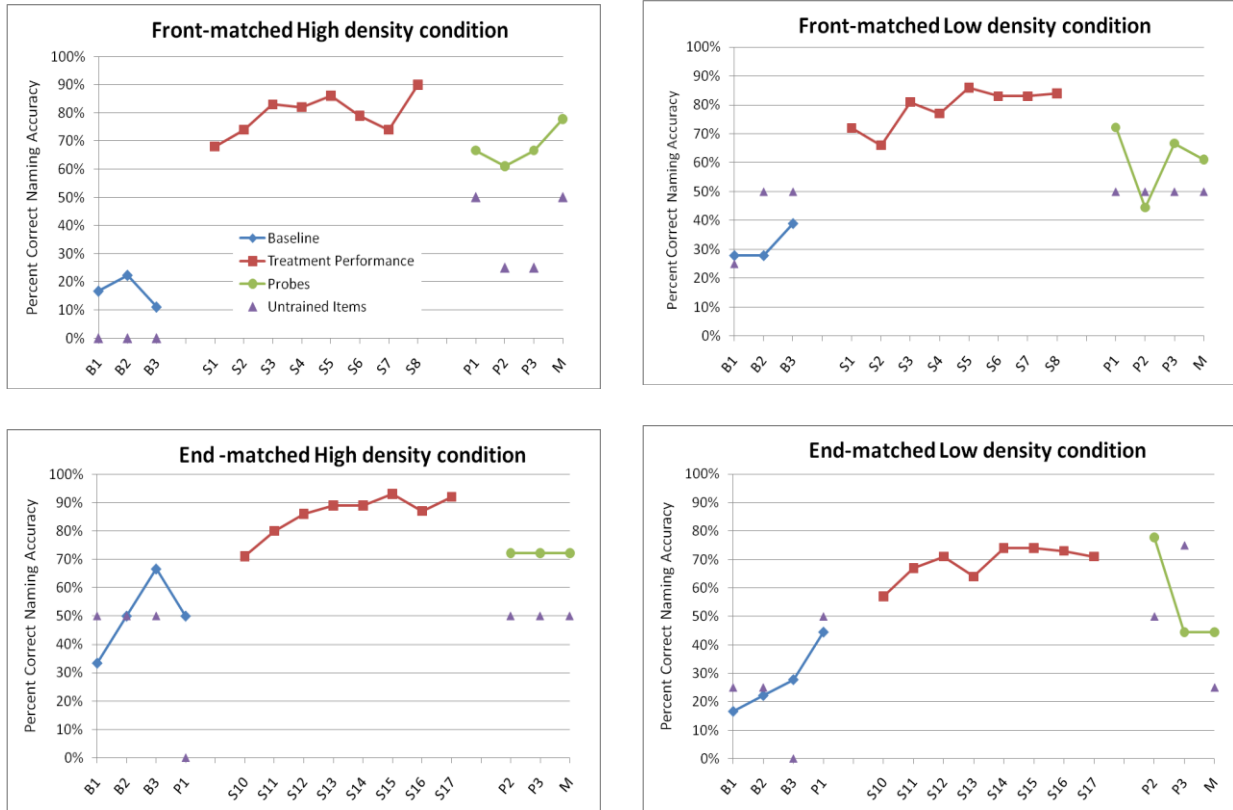 Front-matched High density condition
Percent Correct Naming Accuracy
100%
90%
80%
70%
60%
50%
40%
30%
20%
10%
0%
Baseline
Treatment Performance
Probes
Untrained Items
B1 B2 B3 S1 S2 S3 S4 S5 S6 S7 S8 P1 P2 P3 M
Front-matched Low density condition
Percent Correct Naming Accuracy
100%
90%
80%
70%
60%
50%
40%
30%
20%
10%
0%
B1 B2 B3 S1 S2 S3 S4 S5 S6 S7 S8 P1 P2 P3 M
End -matched High density condition
Percent Correct Naming Accuracy
100%
90%
80%
70%
60%
50%
40%
30%
20%
10%
0%
B1 B2 B3 P1 S10 S11 S12 S13 S14 S15 S16 S17 P2 P3 M
End-matched Low density condition
Percent Correct Naming Accuracy
100%
90%
80%
70%
60%
50%
40%
30%
20%
10%
0%
B1 B2 B3 P1 S10 S11 S12 S13 S14 S15 S16 S17 P2 P3 M